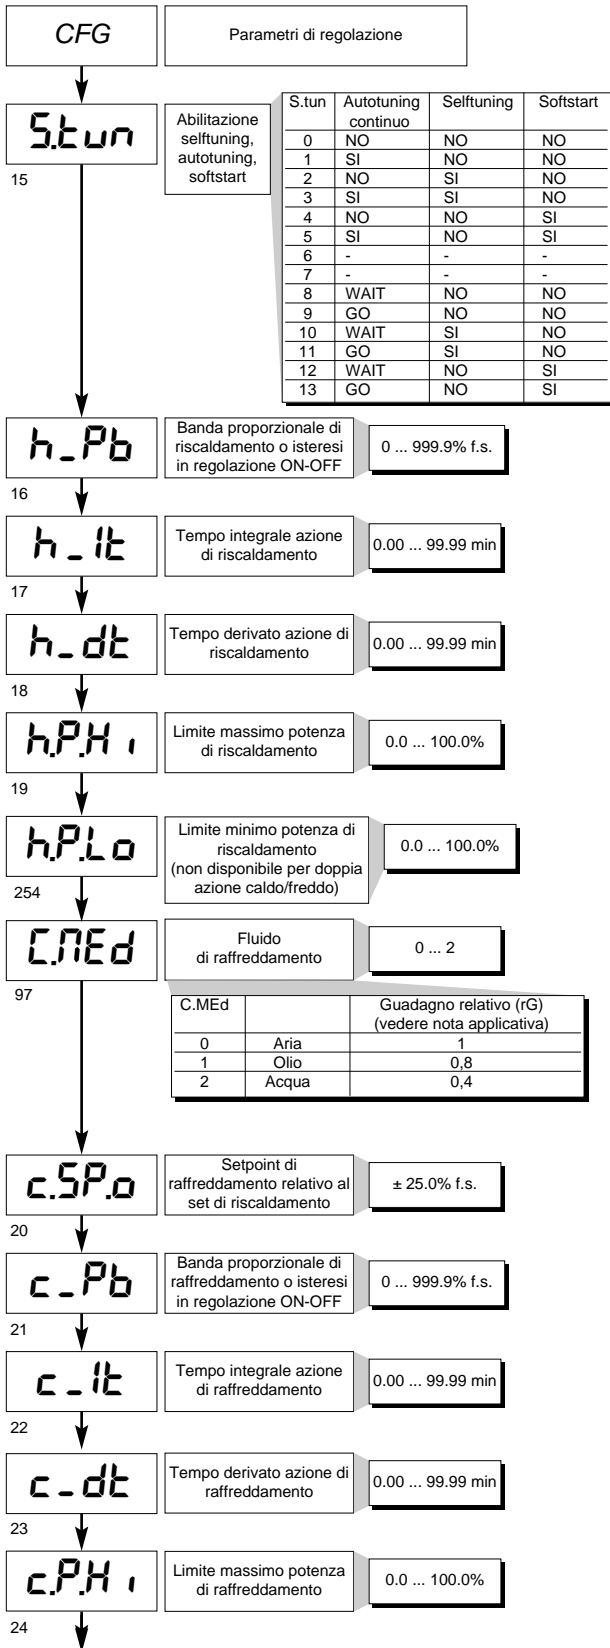 CFG
Parametri di regolazione
S.tun
15
Abilitazione
selftuning,
autotuning,
softstart
S.tun Autotuning continuo Selftuning Softstart
0 NO NO NO
1 SI NO NO
2 NO SI NO
3 SI SI NO
4 NO NO SI
5 SI NO SI
6 - - -
7 - - -
8 WAIT NO NO
9 GO NO NO
10 WAIT SI NO
11 GO SI NO
12 WAIT NO SI
13 GO NO SI
h_Pb
16
Banda proporzionale di
riscaldamento o isteresi
in regolazione ON-OFF
0 ... 999.9% f.s.
h_It
17
Tempo integrale azione
di riscaldamento
0.00 ... 99.99 min
h_dt
18
Tempo derivato azione di
riscaldamento
0.00 ... 99.99 min
h.P.Hi
19
Limite massimo potenza
di riscaldamento
0.0 ... 100.0%
h.P.Lo
254
Limite minimo potenza di
riscaldamento
(non disponibile per doppia
azione caldo/freddo)
0.0 ... 100.0%
C.MEd
97
Fluido
di raffreddamento
0 ... 2
C.MEd Guadagno relativo (rG)
(vedere nota applicativa)
0 Aria 1
1 Olio 0,8
2 Acqua 0,4
c.SP.o
20
Setpoint di
raffreddamento relativo al
set di riscaldamento
± 25.0% f.s.
c_Pb
21
Banda proporzionale di
raffreddamento o isteresi
in regolazione ON-OFF
0 ... 999.9% f.s.
c_It
22
Tempo integrale azione
di raffreddamento
0.00 ... 99.99 min
c_dt
23
Tempo derivato azione di
raffreddamento
0.00 ... 99.99 min
c.P.Hi
24
Limite massimo potenza
di raffreddamento
0.0 ... 100.0%